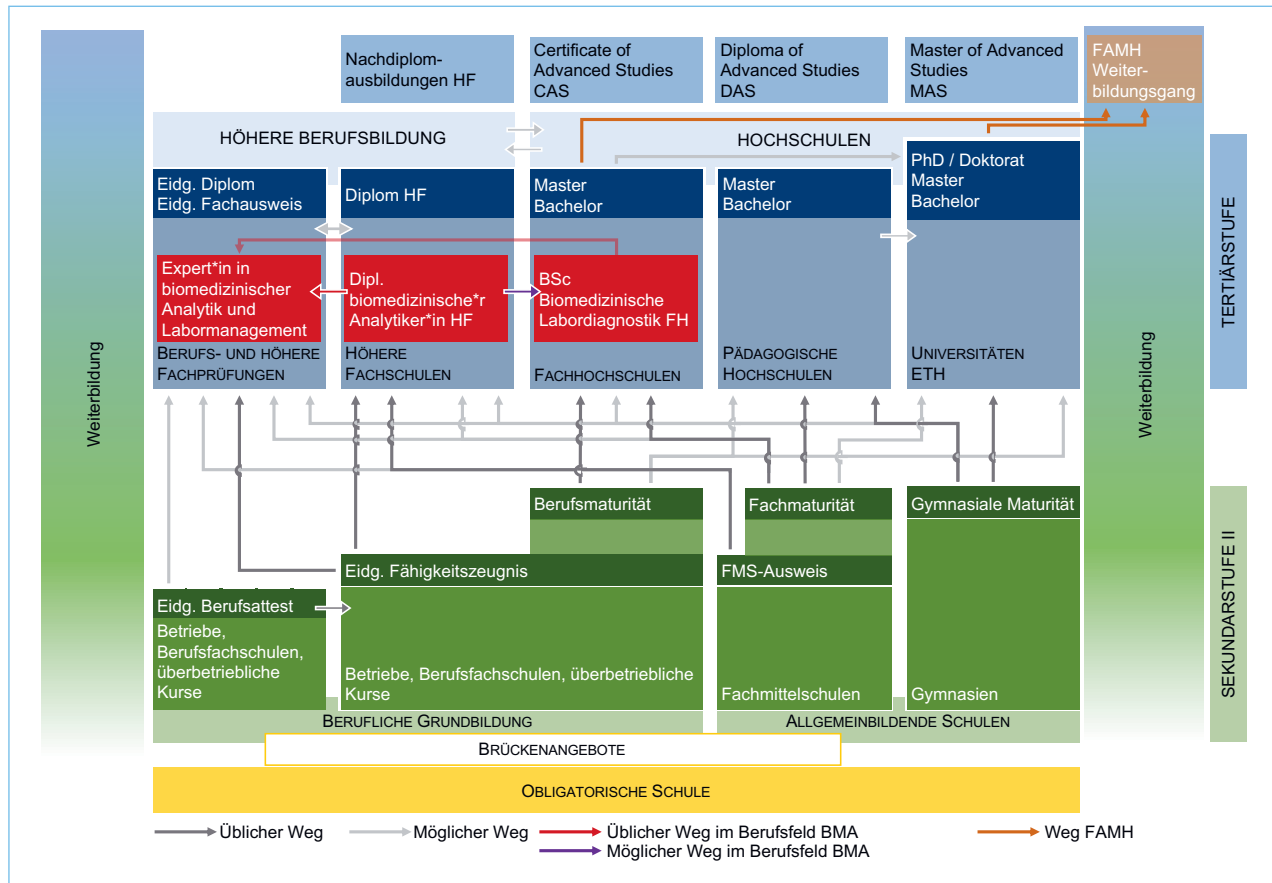 Nachdiplom-
ausbildungen HF
Certificate of
Advanced Studies
CAS
Diploma of
Advanced Studies
DAS
Master of Advanced
Studies
MAS
FAMH
Weiter-
bildungsgang
HÖHERE BERUFSBILDUNG
HOCHSCHULEN
Eidg. Diplom
Eidg. Fachausweis
Diplom HF
Master
Bachelor
Master
Bachelor
PhD / Doktorat
Master
Bachelor
Expert*in in
biomedizinischer
Analytik und
Labormanagement
Dipl.
biomedizinische*r
Analytiker*in HF
BSc
Biomedizinische
Labordiagnostik FH
BERUFS- UND HÖHERE
FACHPRÜFUNGEN
HÖHERE
FACHSCHULEN
FACHHOCHSCHULEN
PÄDAGOGISCHE
HOCHSCHULEN
UNIVERSITÄTEN
ETH
Weiterbildung
Weiterbildung
TERTIÄRSTUFE
SEKUNDARSTUFE II
Berufsmaturität
Fachmaturität
Gymnasiale Maturität
Eidg. Fähigkeitszeugnis
FMS-Ausweis
Eidg. Berufsattest
Betriebe,
Berufsfachschulen,
überbetriebliche
Kurse
Betriebe, Berufsfachschulen, überbetriebliche
Kurse
Fachmittelschulen
Gymnasien
BERUFLICHE GRUNDBILDUNG
ALLGEMEINBILDENDE SCHULEN
BRÜCKENANGEBOTE
OBLIGATORISCHE SCHULE
Üblicher Weg
Möglicher Weg
Üblicher Weg im Berufsfeld BMA
Möglicher Weg im Berufsfeld BMA
Weg FAMH